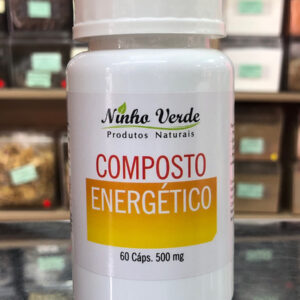 Ninho Verde
Produtos Naturais
COMPOSTO
ENERGÉTICO
60 Cáps. 500 mg